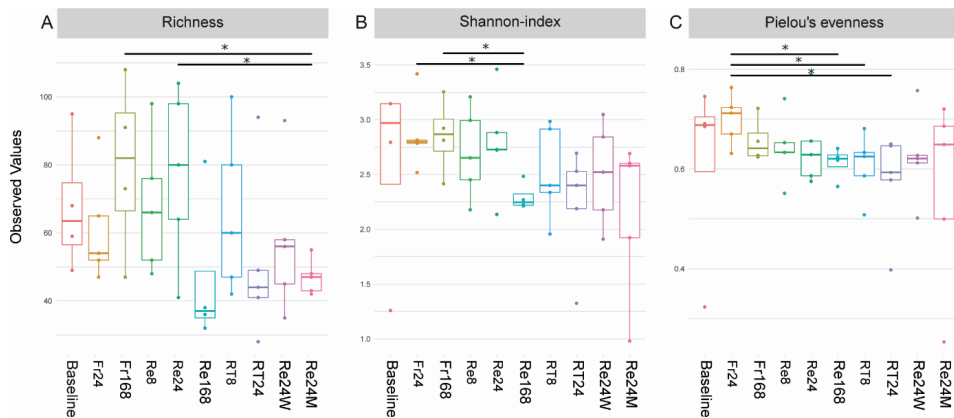 A
Richness
B
Shannon-index
C
Pielou's evenness
Observed Values
*
*
100
80
60
40
Baseline
Fr24
Fr168
Re8
Re24
Re168
RT8
RT24
Re24W
Re24M
*
*
3.5
3.0
2.5
2.0
1.5
1.0
Baseline
Fr24
Fr168
Re8
Re24
Re168
RT8
RT24
Re24W
Re24M
*
*
*
0.8
0.6
0.4
Baseline
Fr24
Fr168
Re8
Re24
Re168
RT8
RT24
Re24W
Re24M